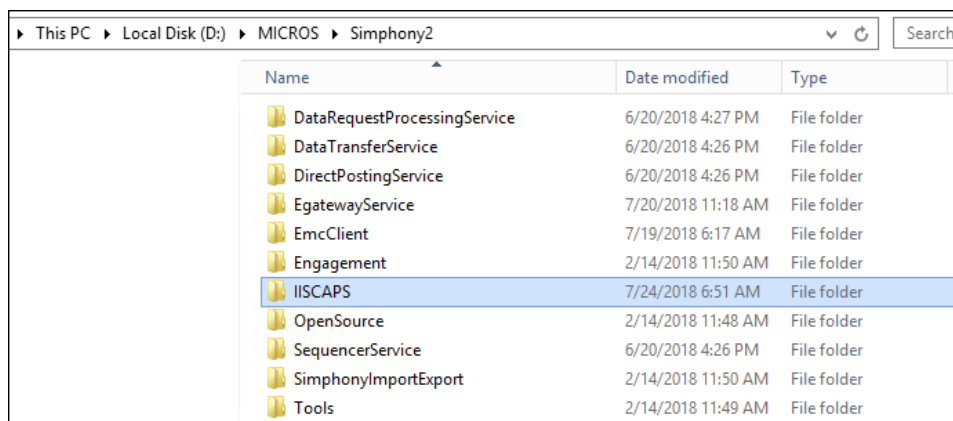 This PC Local Disk (D:) MICROS Simphony2 Search
Name Date modified Type
DataRequestProcessingService 6/20/2018 4:27 PM File folder
DataTransferService 6/20/2018 4:26 PM File folder
DirectPostingService 6/20/2018 4:26 PM File folder
EgatewayService 7/20/2018 11:18 AM File folder
EmcClient 7/19/2018 6:17 AM File folder
Engagement 2/14/2018 11:50 AM File folder
IISCAPS 7/24/2018 6:51 AM File folder
OpenSource 2/14/2018 11:48 AM File folder
SequencerService 6/20/2018 4:26 PM File folder
SimphonyImportExport 2/14/2018 11:50 AM File folder
Tools 2/14/2018 11:49 AM File folder